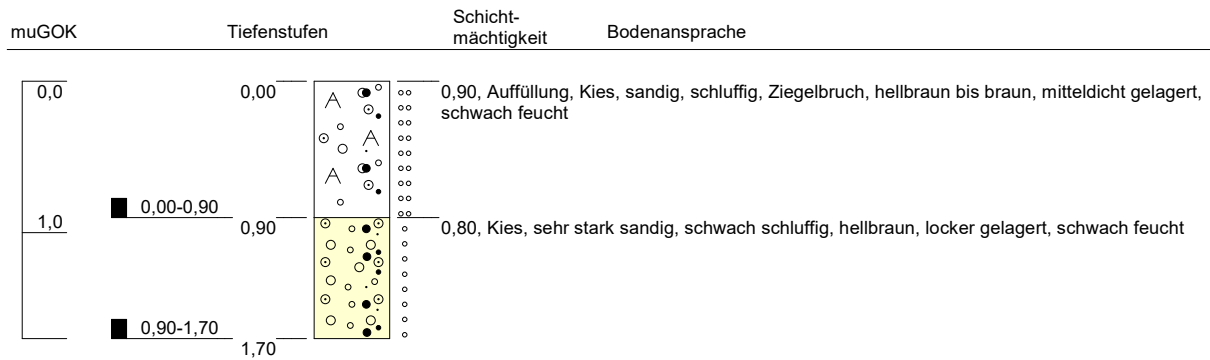 muGOK Tiefenstufen Schicht-
mächtigkeit Bodenansprache
0,0 0,00 0,90, Auffüllung, Kies, sandig, schluffig, Ziegelbruch, hellbraun bis braun, mitteldicht gelagert,
schwach feucht
A
A
A
0,00-0,90
1,0 0,90 0,80, Kies, sehr stark sandig, schwach schluffig, hellbraun, locker gelagert, schwach feucht
0,90-1,70
1,70